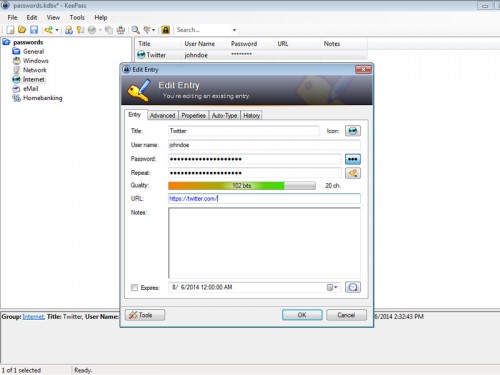 passwords.kdbx* - KeePass
File Edit View Tools Help
passwords
General
Windows
Network
Internet
eMail
Homebanking
Title User Name Password URL Notes
Twitter johndoe ********
Edit Entry
Edit Entry
You're editing an existing entry.
Entry Advanced Properties Auto-Type History
Title: Twitter Icon:
User name: johndoe
Password: ••••••••••••••••••••
Repeat: ••••••••••••••••••••
Quality: 102 bits 20 ch.
URL: https://twitter.com/
Notes:
Expires: 8/ 6/2014 12:00:00 AM
Tools OK Cancel
Group: Internet, Title: Twitter, User Name: 6/2014 2:32:43 PM
1 of 1 selected Ready.